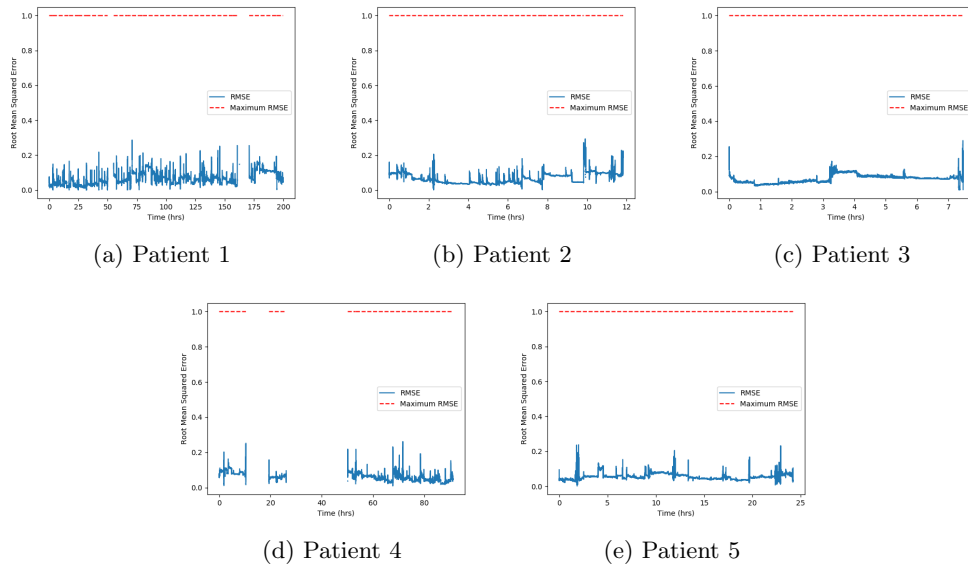 1.0
0.8
0.6
0.4
0.2
0.0
Root Mean Squared Error
RMSE
Maximum RMSE
0 25 50 75 100 125 150 175 200
Time (hrs)
(a) Patient 1
1.0
0.8
0.6
0.4
0.2
0.0
Root Mean Squared Error
RMSE
Maximum RMSE
0 2 4 6 8 10 12
Time (hrs)
(b) Patient 2
1.0
0.8
0.6
0.4
0.2
0.0
Root Mean Squared Error
RMSE
Maximum RMSE
0 1 2 3 4 5 6 7
Time (hrs)
(c) Patient 3
1.0
0.8
0.6
0.4
0.2
0.0
Root Mean Squared Error
RMSE
Maximum RMSE
0 20 40 60 80
Time (hrs)
(d) Patient 4
1.0
0.8
0.6
0.4
0.2
0.0
Root Mean Squared Error
RMSE
Maximum RMSE
0 5 10 15 20 25
Time (hrs)
(e) Patient 5